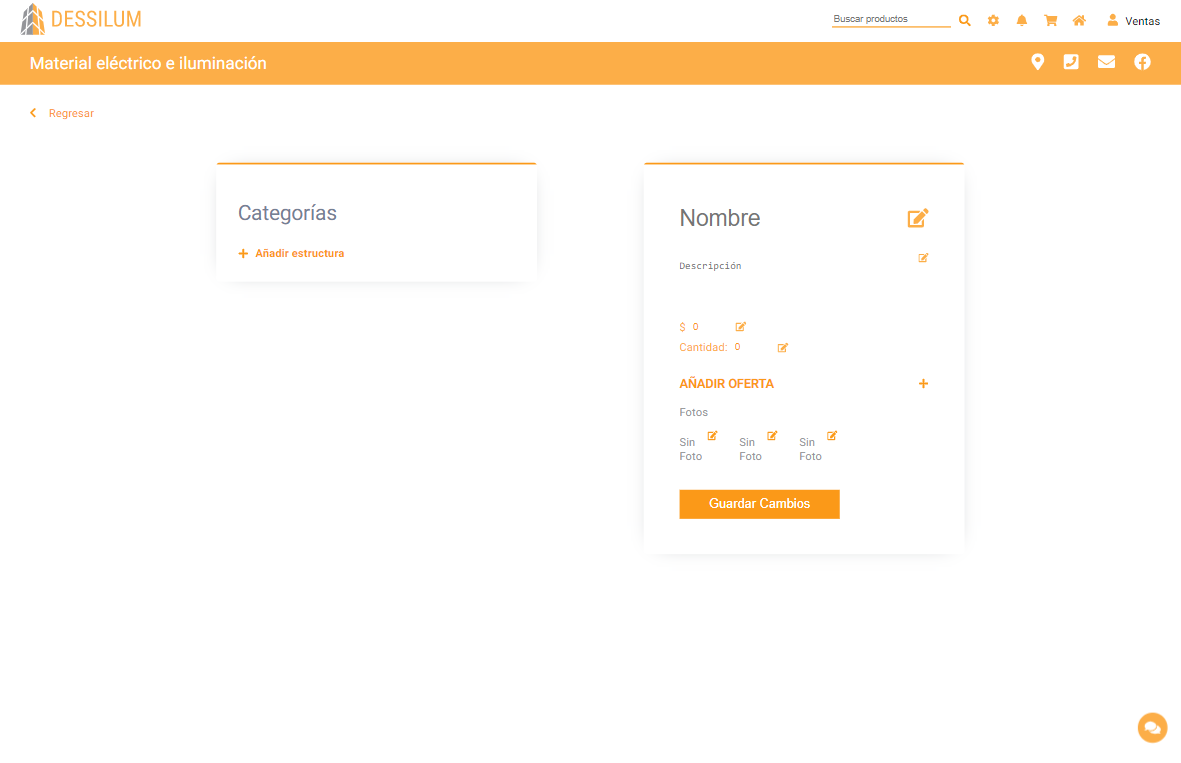 DESSILUM
Buscar productos
Ventas
Material eléctrico e iluminación
Regresar
Categorías
Añadir estructura
Nombre
Descripción
$ 0
Cantidad: 0
AÑADIR OFERTA
Fotos
Sin Foto
Sin Foto
Sin Foto
Guardar Cambios